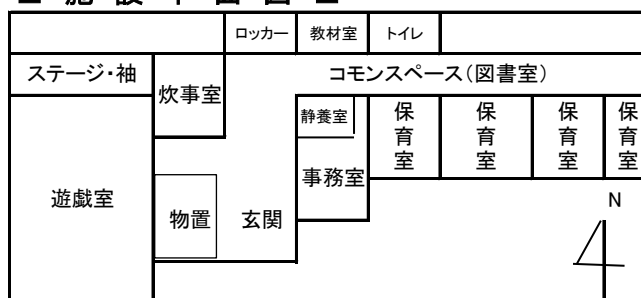 施設平面図
ロッカー 教材室 トイレ
ステージ・袖 炊事室 コモンスペース(図書室)
静養室 保育室 保育室 保育室 保育室
遊戯室 物置 玄関 事務室
N